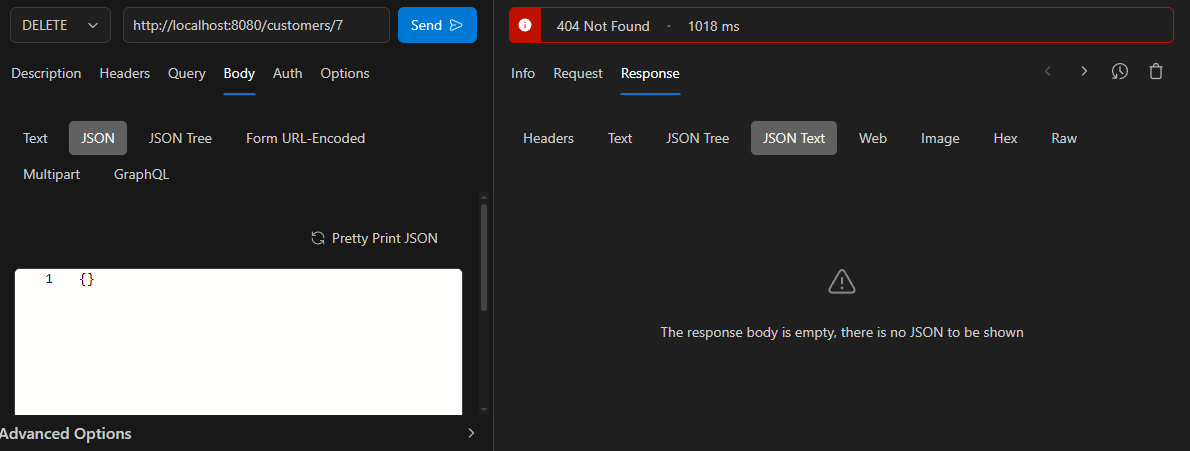 DELETE http://localhost:8080/customers/7 Send
Description Headers Query Body Auth Options
Text JSON JSON Tree Form URL-Encoded
Multipart GraphQL
Pretty Print JSON
1 {}
Advanced Options
404 Not Found · 1018 ms
Info Request Response
Headers Text JSON Tree JSON Text Web Image Hex Raw
The response body is empty, there is no JSON to be shown